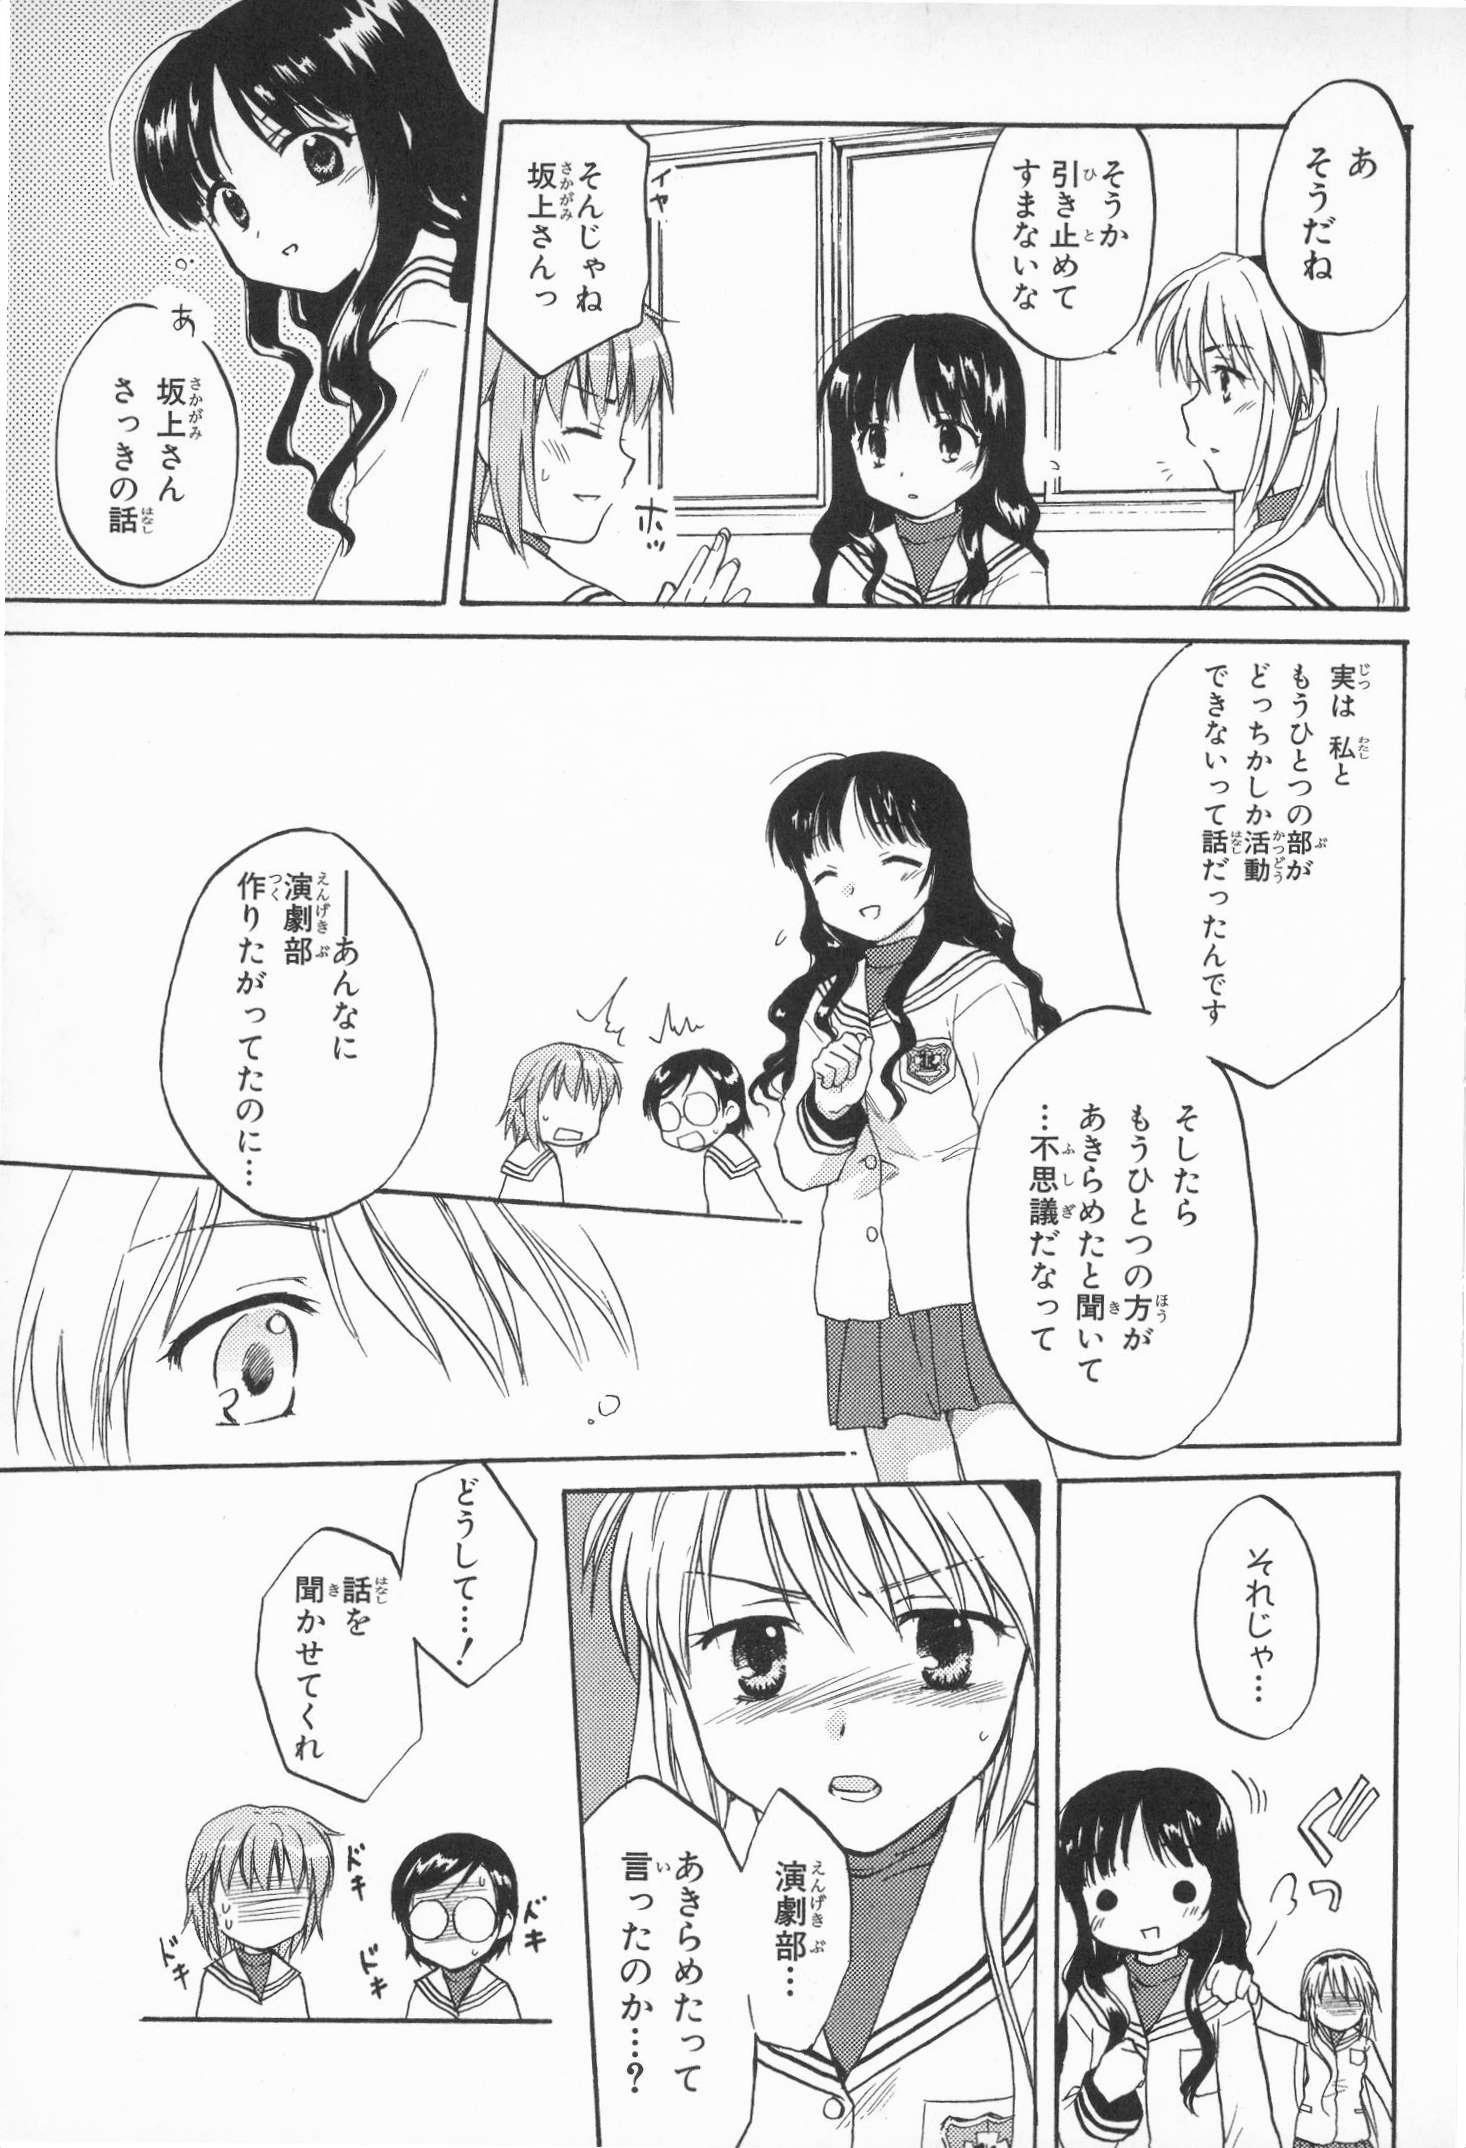 あ
そうだね
そうか
引き止めて
すまないな
イヤ
そんじゃね
坂上さんっ
ホッ
あ
坂上さん
さっきの話
実は 私と
もうひとつの部が
どっちかしか活動
できないって話だったんです
そしたら
もうひとつの方が
あきらめたと聞いて
…不思議だなって
――あんなに
演劇部
作りたがってたのに…
それじゃ…
演劇部…
あきらめたって
言ったのか…？
どうして…！
話を
聞かせてくれ
ドキ
ドキ
ドキ
ドキ